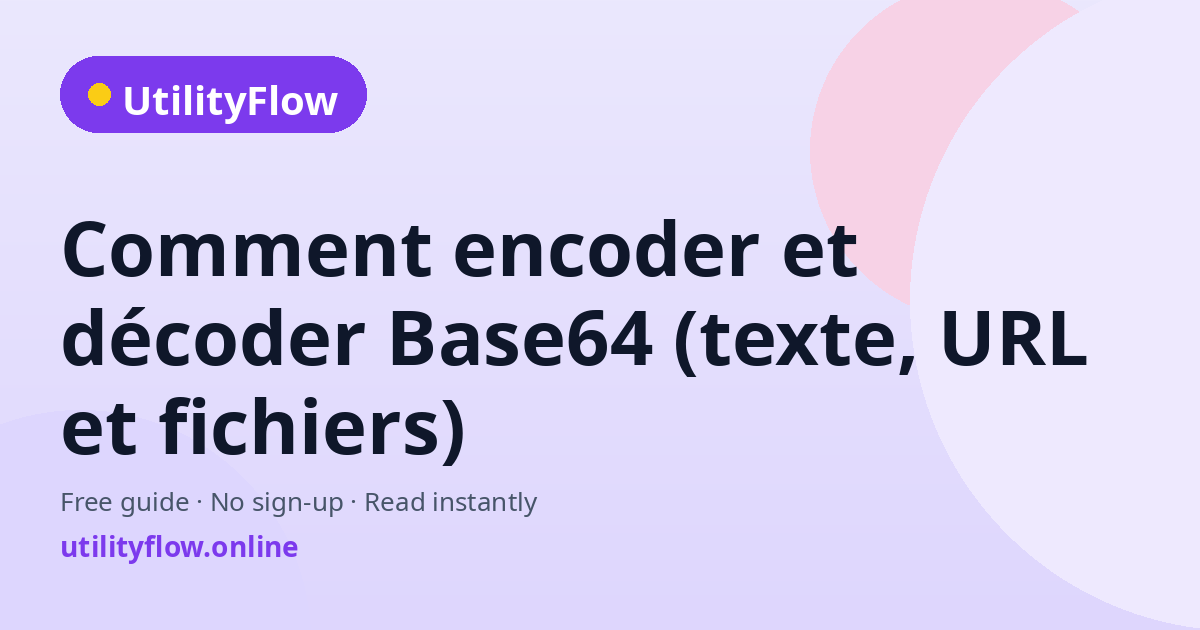 UtilityFlow
Comment encoder et
décoder Base64 (texte, URL
et fichiers)
Free guide · No sign-up · Read instantly
utilityflow.online